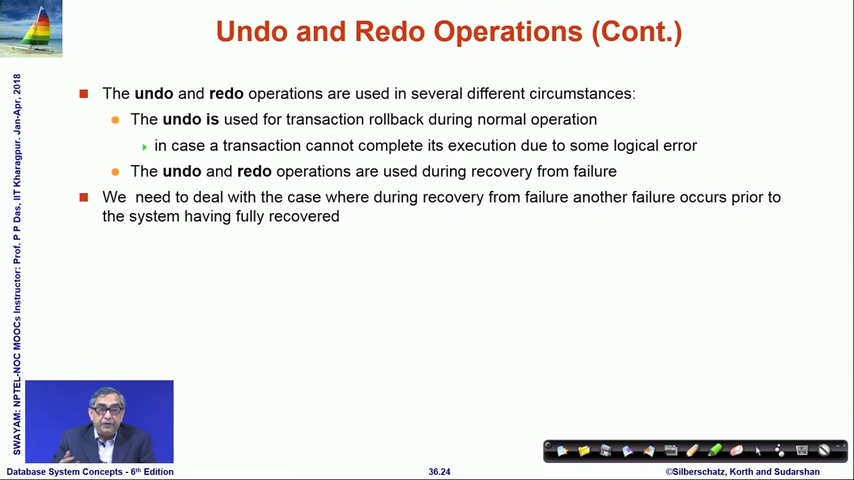 Undo and Redo Operations (Cont.)
The undo and redo operations are used in several different circumstances:
The undo is used for transaction rollback during normal operation
in case a transaction cannot complete its execution due to some logical error
The undo and redo operations are used during recovery from failure
We need to deal with the case where during recovery from failure another failure occurs prior to
the system having fully recovered
SWAYAM: NPTEL-NOC MOOCs Instructor: Prof. P P Das, IIT Kharagpur. Jan-Apr, 2018
Database System Concepts - 6th Edition
36.24
©Silberschatz, Korth and Sudarshan